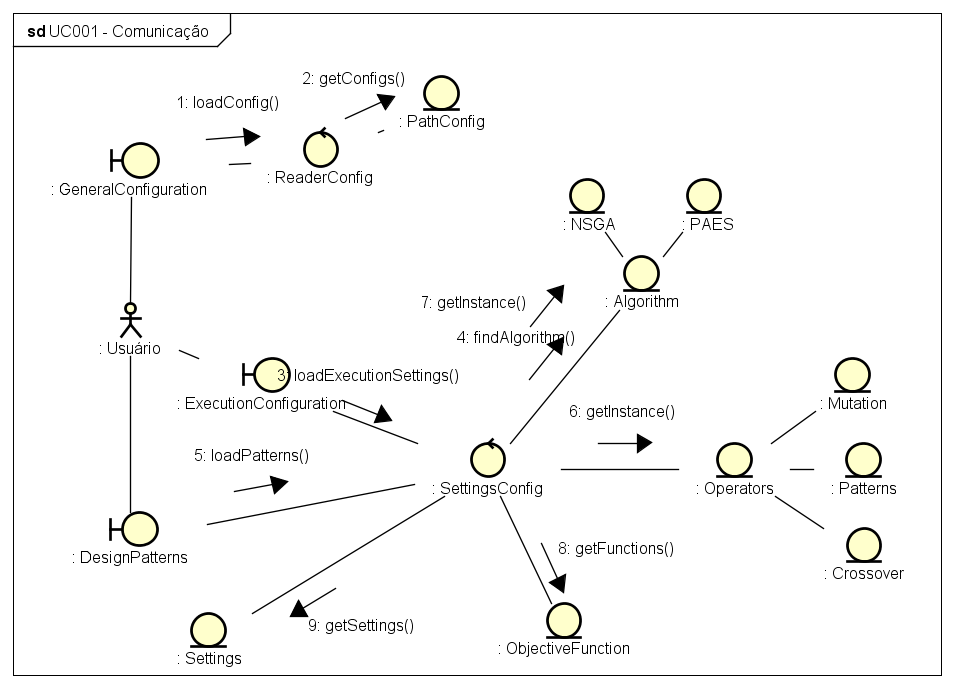 sd UC001 - Comunicação
2: getConfigs()
1: loadConfig()
: PathConfig
: ReaderConfig
: GeneralConfiguration
: NSGA
: PAES
7: getInstance()
: Algorithm
4: findAlgorithm()
: Usuário
3: loadExecutionSettings()
: ExecutionConfiguration
: Mutation
6: getInstance()
5: loadPatterns()
: SettingsConfig
: Operators
: Patterns
: DesignPatterns
8: getFunctions()
: Crossover
9: getSettings()
: Settings
: ObjectiveFunction